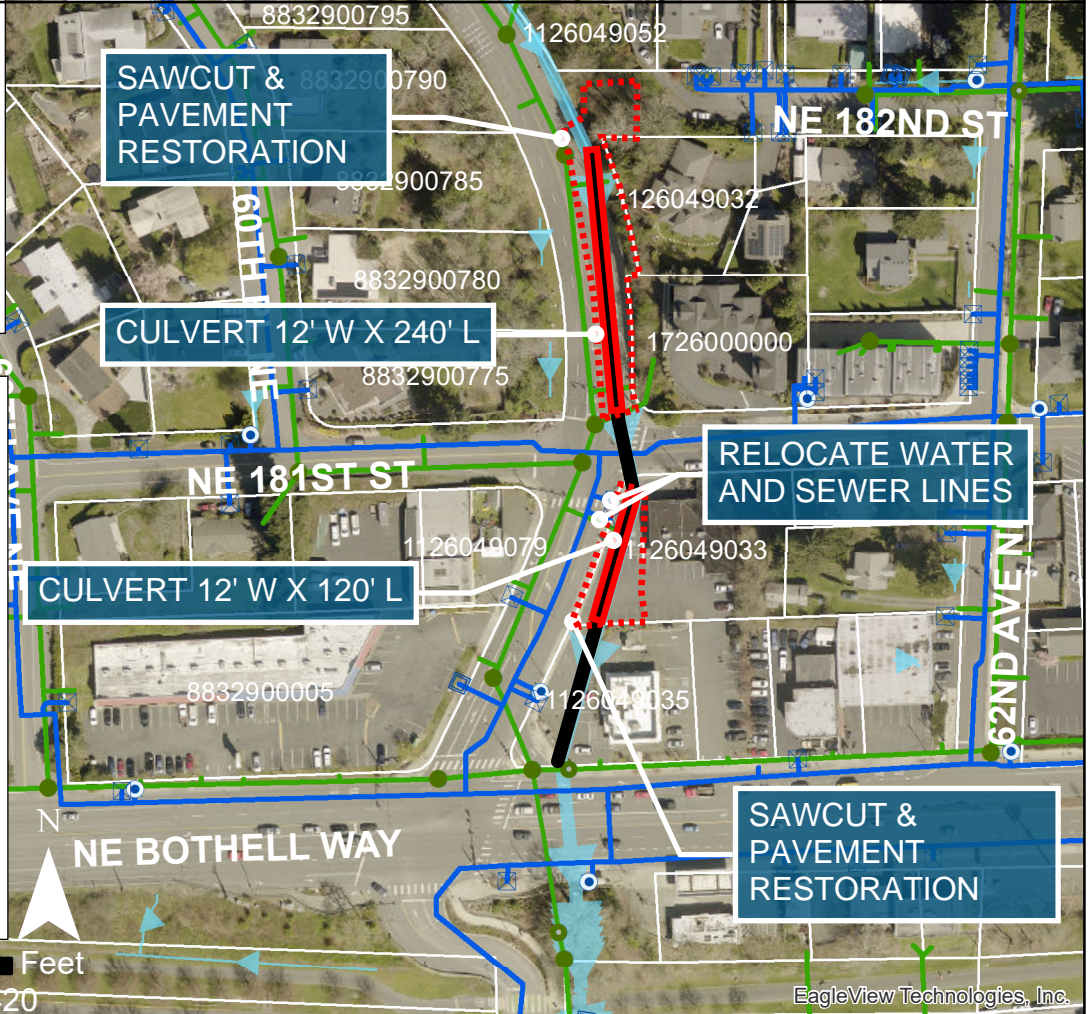 8832900795
1126049052
SAWCUT &
PAVEMENT
RESTORATION
8832900790
NE 182ND ST
8832900785
126049032
60TH
NE
8832900780
CULVERT 12' W X 240' L
1726000000
8832900775
RELOCATE WATER
AND SEWER LINES
NE 181ST ST
1126049079
1126049033
CULVERT 12' W X 120' L
62ND AVE N
8832900005
1126049035
SAWCUT &
PAVEMENT
RESTORATION
N
NE BOTHELL WAY
Feet
20
EagleView Technologies, Inc.